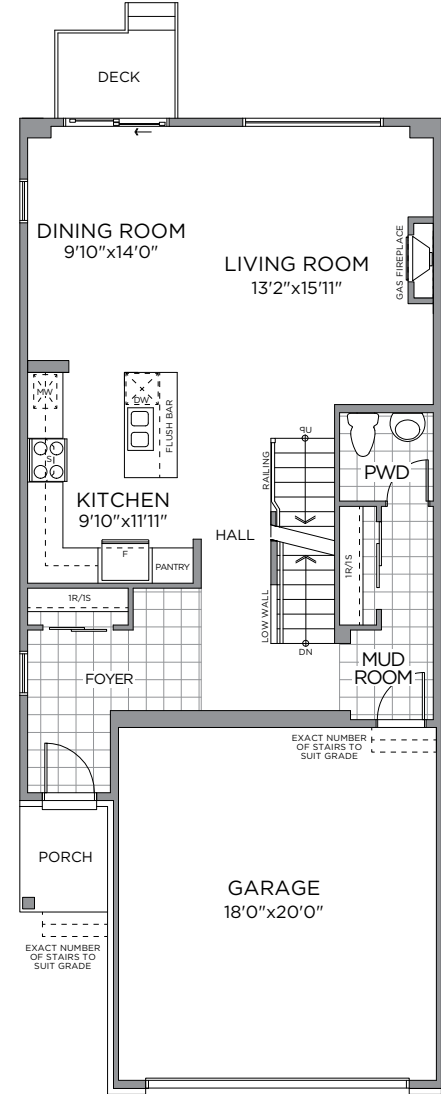 DECK
DINING ROOM
9'10"x14'0"
LIVING ROOM
13'2"x15'11"
GAS FIREPLACE
MW
DW
FLUSH BAR
S
KITCHEN
9'10"x11'11"
F
PANTRY
UP
RAILING
HALL
LOW WALL
DN
PWD
1R/1S
1R/1S
FOYER
MUD
ROOM
EXACT NUMBER
OF STAIRS TO
SUIT GRADE
PORCH
EXACT NUMBER
OF STAIRS TO
SUIT GRADE
GARAGE
18'0"x20'0"